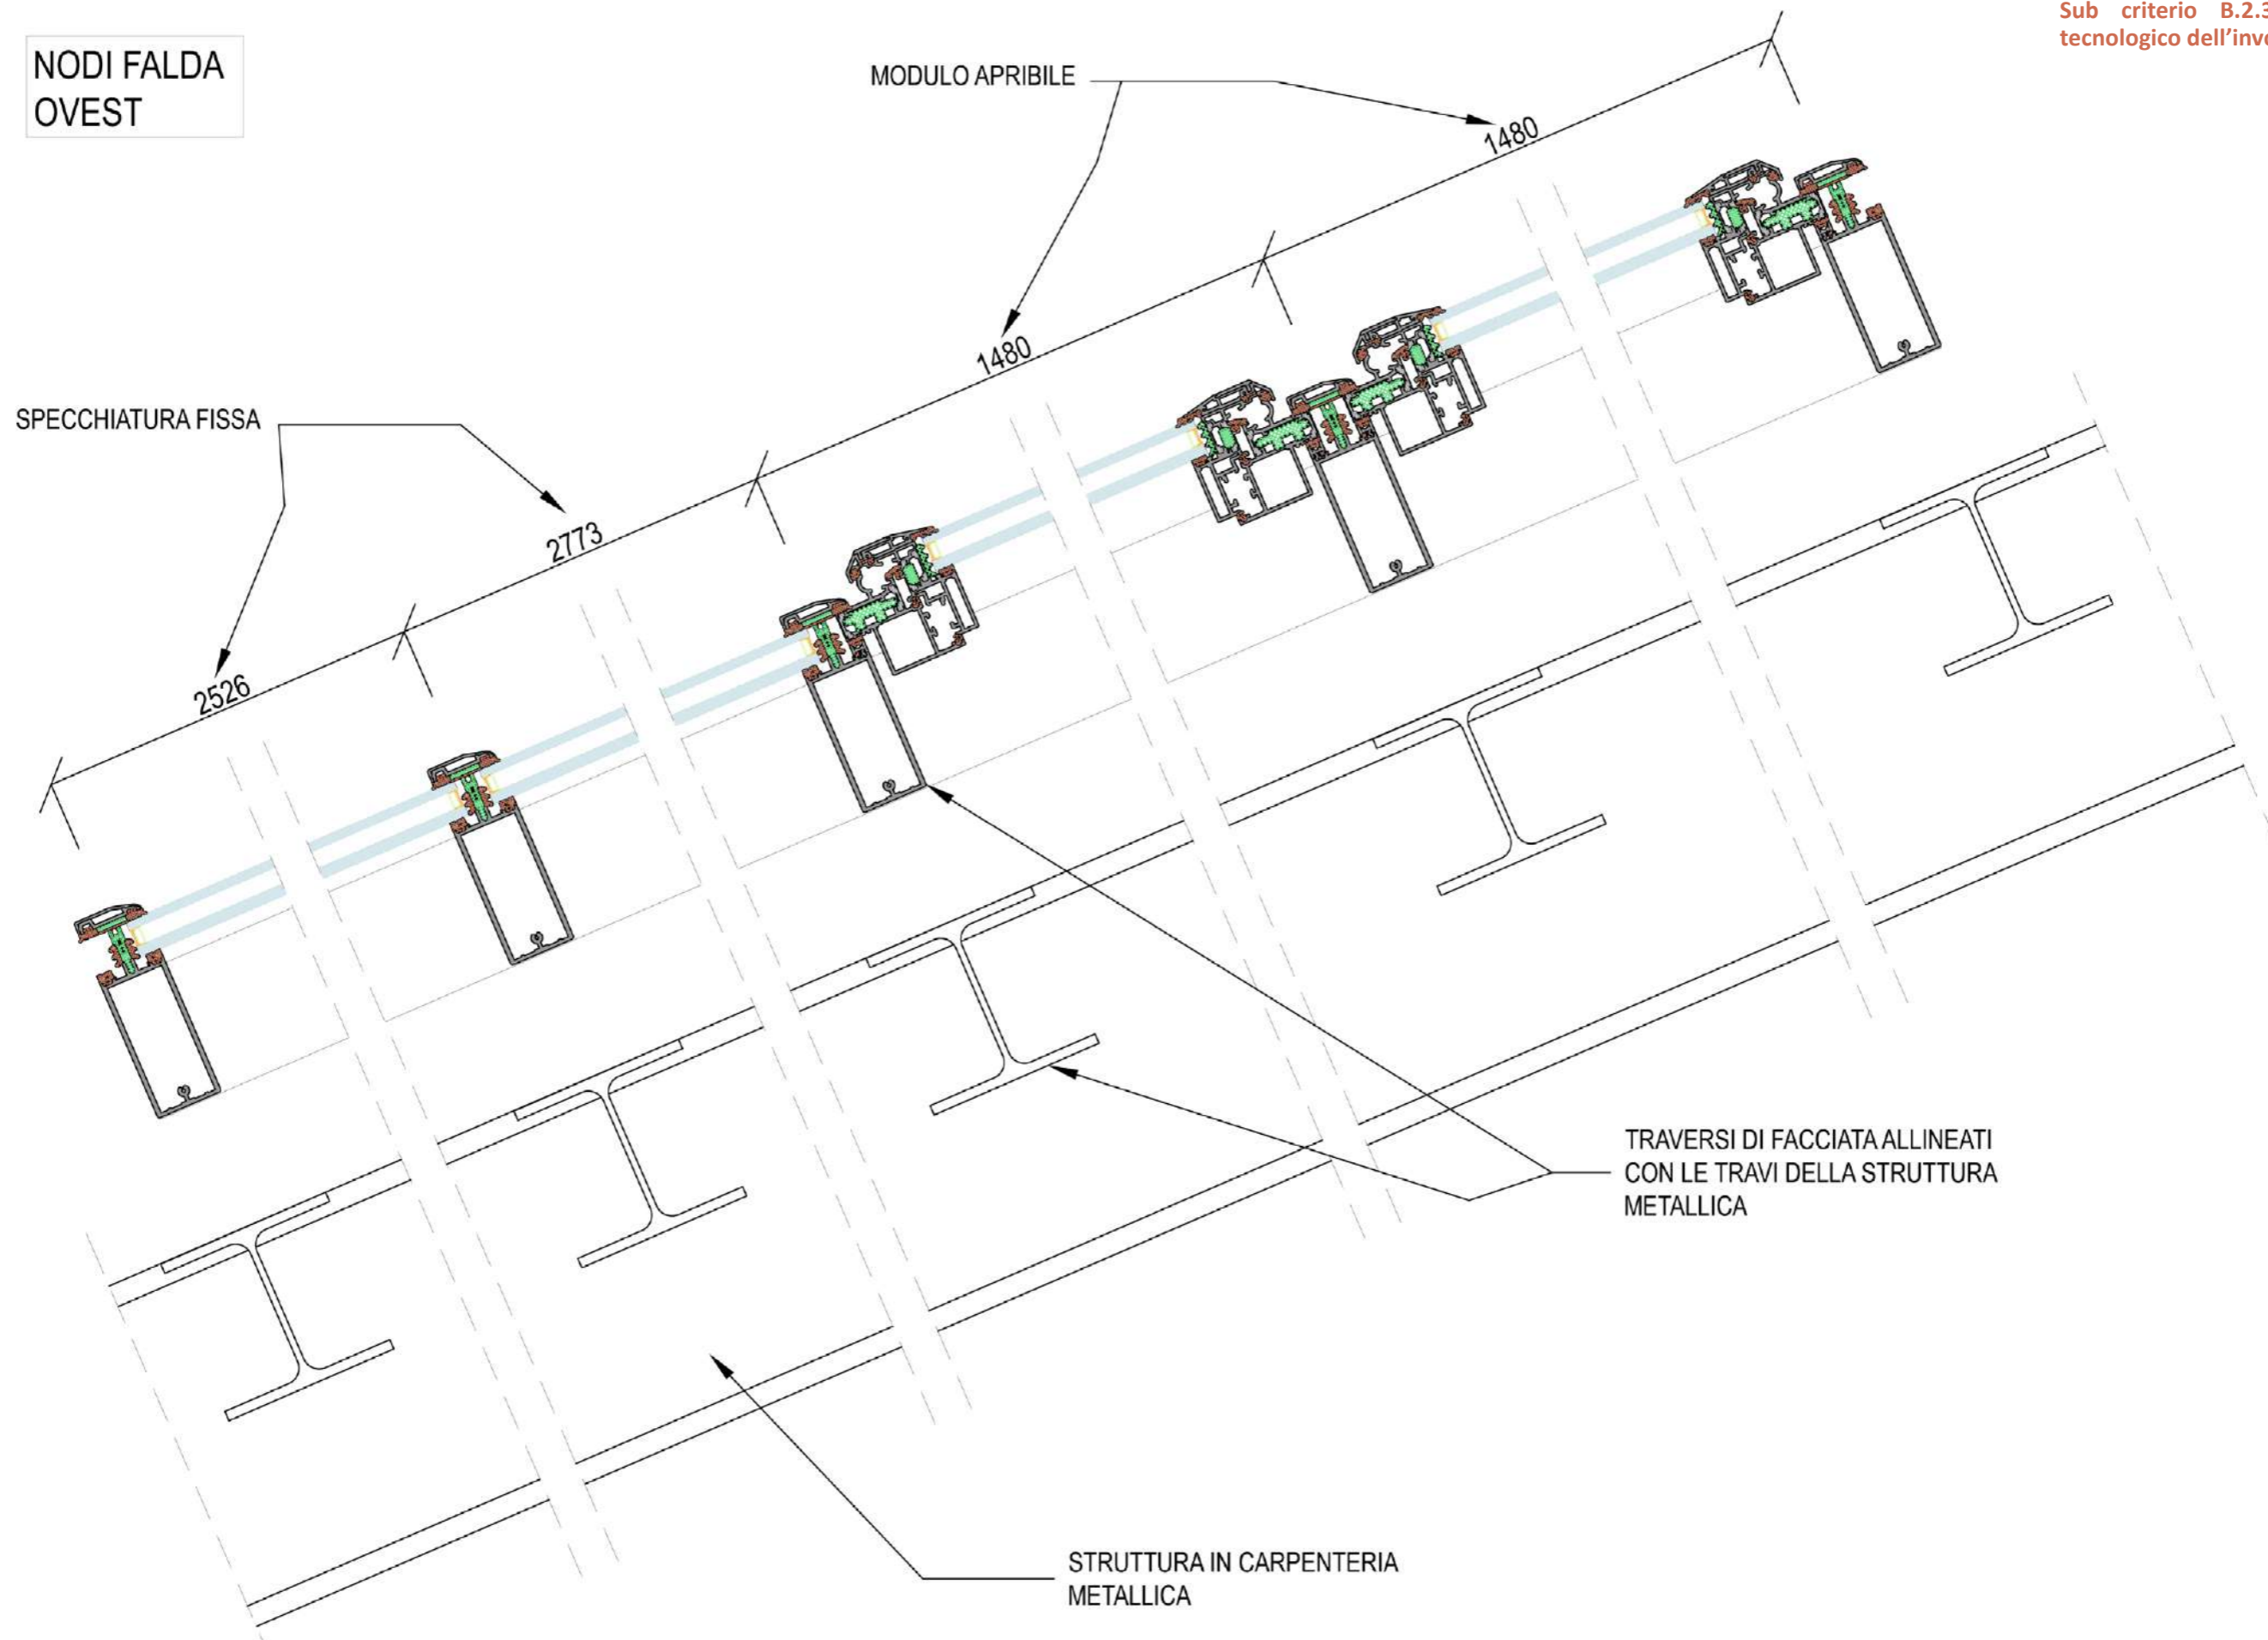 Sub criterio B.2.3
tecnologico dell'inv
NODI FALDA
OVEST
MODULO APRIBILE
1480
1480
SPECCHIATURA FISSA
2773
2526
TRAVERSI DI FACCIATA ALLINEATI
CON LE TRAVI DELLA STRUTTURA
METALLICA
STRUTTURA IN CARPENTERIA
METALLICA